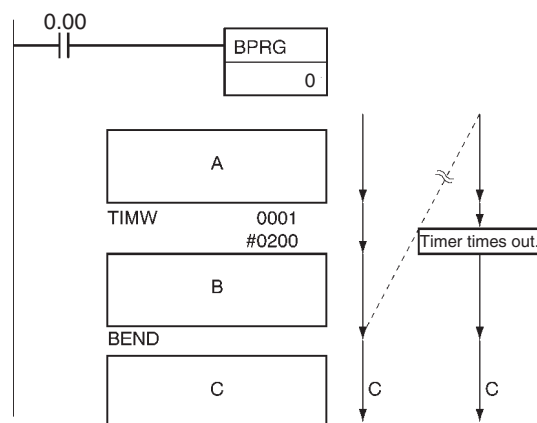 0.00
BPRG
0
A
TIMW 0001
#0200
Timer times out.
B
BEND
C C C